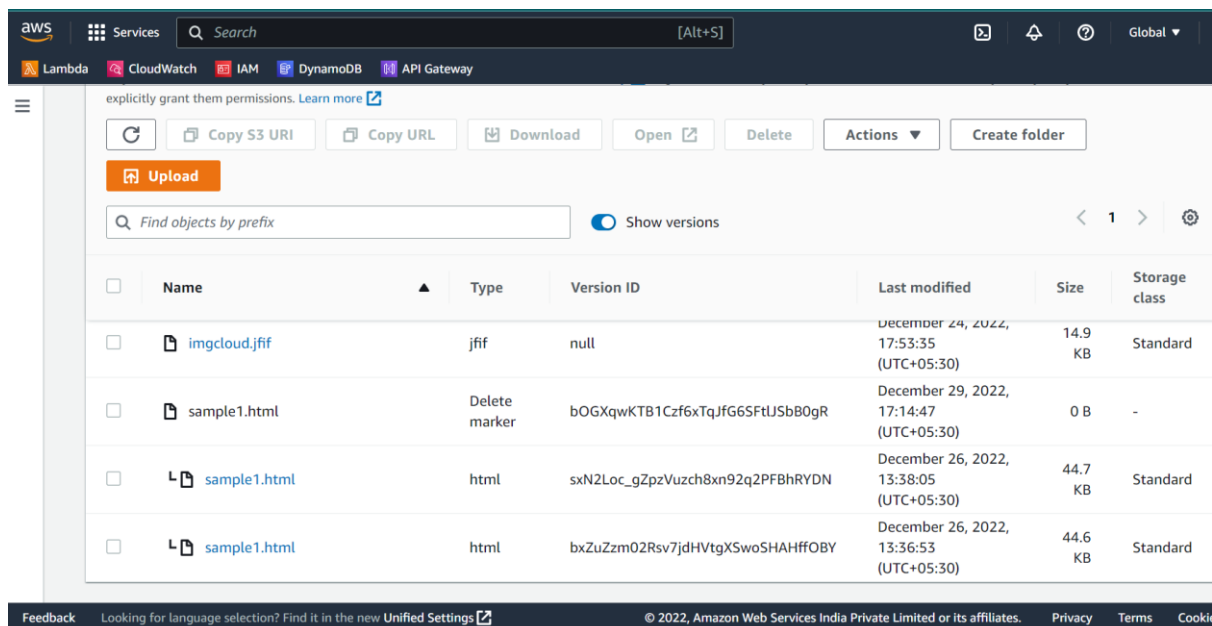 aws
Services
Search [Alt+S]
Global
Lambda CloudWatch IAM DynamoDB API Gateway
explicitly grant them permissions. Learn more
Copy S3 URI Copy URL Download Open Delete Actions Create folder
Upload
Find objects by prefix Show versions 1
Name Type Version ID Last modified Size Storage class
December 24, 2022,
imgcloud.jfif jfif null 17:53:35 14.9 KB Standard
(UTC+05:30)
December 29, 2022,
sample1.html Delete marker bOGXqwKTB1Czf6xTqJfG6SFtlJSbB0gR 17:14:47 0 B -
(UTC+05:30)
December 26, 2022,
sample1.html html sxN2Loc_gZpzVuzch8xn92q2PFBhRYDN 13:38:05 44.7 KB Standard
(UTC+05:30)
December 26, 2022,
sample1.html html bxZuZzm02Rsv7jdHVtgXSwoSHAHffOBY 13:36:53 44.6 KB Standard
(UTC+05:30)
Feedback Looking for language selection? Find it in the new Unified Settings © 2022, Amazon Web Services India Private Limited or its affiliates. Privacy Terms Cookie